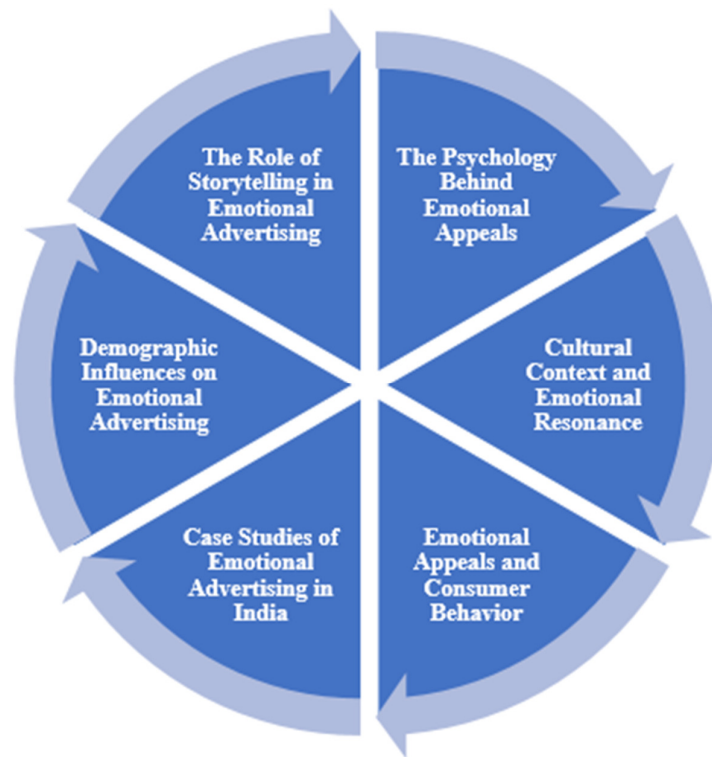 The Role of
Storytelling in
Emotional
Advertising
The Psychology
Behind
Emotional
Appeals
Cultural
Context and
Emotional
Resonance
Emotional
Appeals and
Consumer
Behavior
Case Studies of
Emotional
Advertising in
India
Demographic
Influences on
Emotional
Advertising